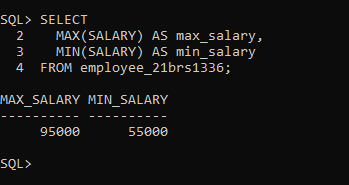 SQL> SELECT
  2    MAX(SALARY) AS max_salary,
  3    MIN(SALARY) AS min_salary
  4  FROM employee_21brs1336;
MAX_SALARY MIN_SALARY
---------- ----------
     95000      55000
SQL>